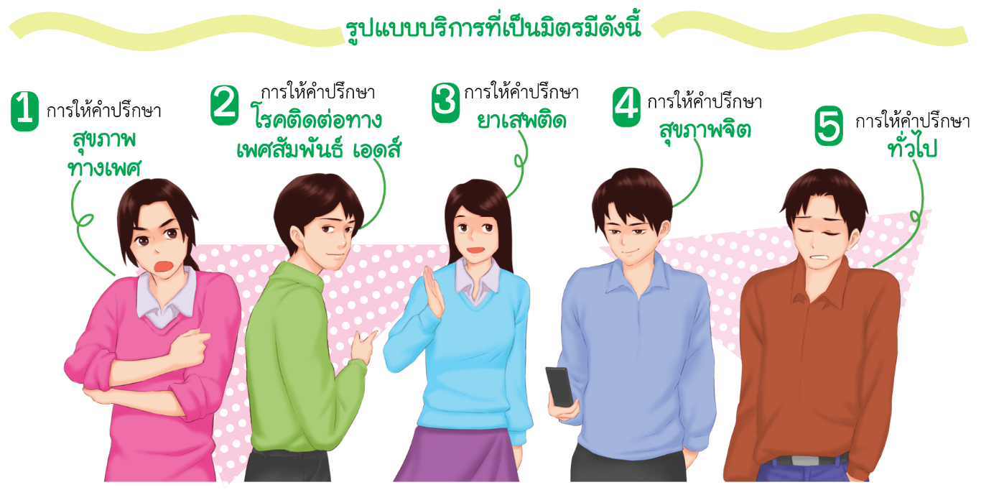 รูปแบบบริการที่เป็นมิตรมีดังนี้
1 การให้คำปรึกษา
สุขภาพ
ทางเพศ
2 การให้คำปรึกษา
โรคติดต่อทาง
เพศสัมพันธ์ เอดส์
3 การให้คำปรึกษา
ยาเสพติด
4 การให้คำปรึกษา
สุขภาพจิต
5 การให้คำปรึกษา
ทั่วไป